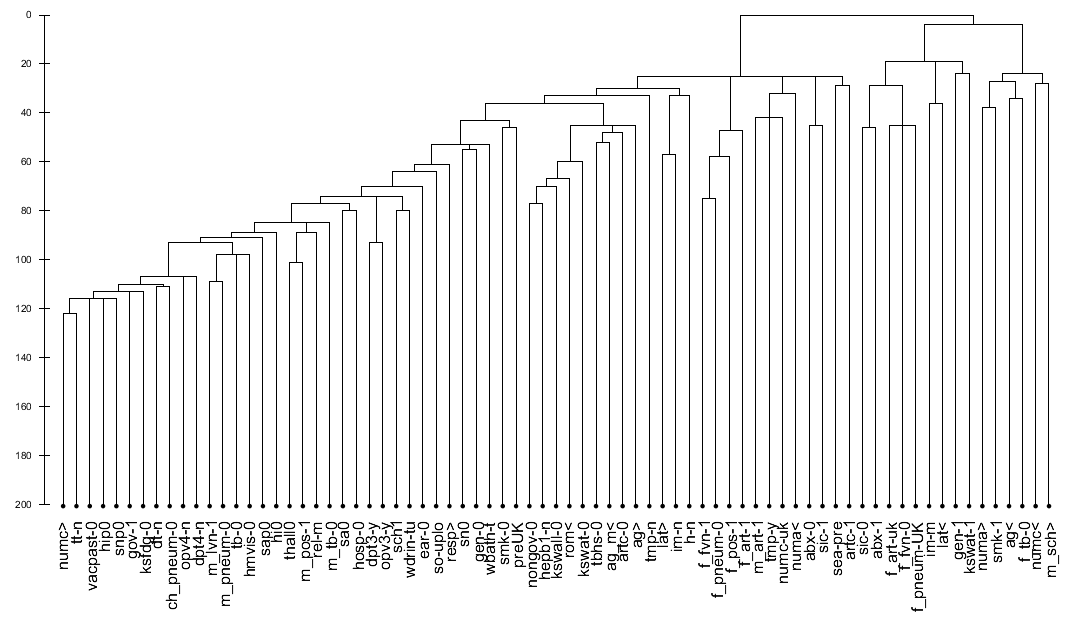 0
20
40
60
80
100
120
140
160
180
200
numc>
tt-n
vacpast-0
hip0
snp0
gov-1
ksfdg-0
dt-n
ch_pneum-0
opv4-n
dpt4-n
m_lvn-1
m_pneum-0
tb-0
hmvis-0
sap0
hli0
thall0
m_pos-1
rel-m
m_tb-0
sa0
hosp-0
dpt3-y
opv3-y
sch1
wdrin-tu
ear-0
so-uplo
resp>
sn0
gen-0
wbath-t
smk-0
preUK
nongov-0
hepb1-n
kswall-0
rom<
kswat-0
tbhs-0
ag_m<
artc-0
ag>
tmp-n
lat>
im-n
h-n
f_fvn-1
f_pneum-0
f_pos-1
f_art-1
m_art-1
tmp-y
numc-uk
numa<
abx-0
sic-1
sea-pre
artc-1
sic-0
abx-1
f_art-uk
f_fvn-0
f_pneum-UK
im-m
lat<
gen-1
kswat-1
numa>
smk-1
ag<
f_tb-0
numc<
m_sch>